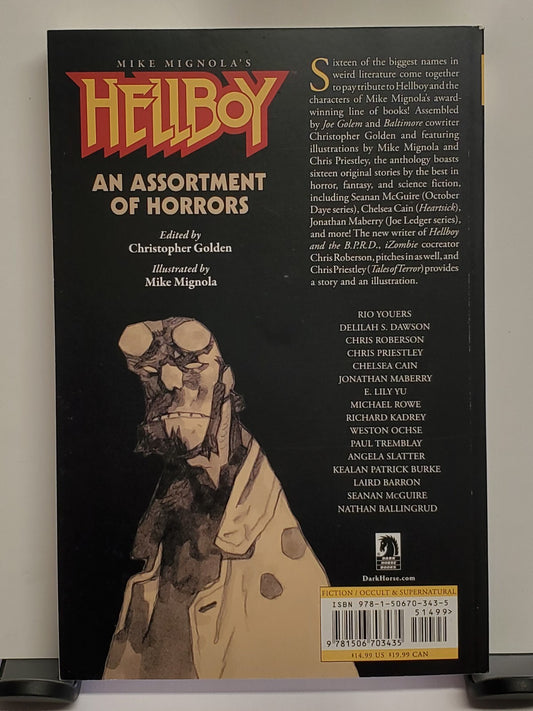 MIKE MIGNOLA'S
HELLBOY™
AN ASSORTMENT
OF HORRORS
Edited by
Christopher Golden
Illustrated by
Mike Mignola
Sixteen of the biggest names in
weird literature come together
to pay tribute to Hellboy and the
characters of Mike Mignola's award-
winning line of books! Assembled
by Joe Golem and Baltimore cowriter
Christopher Golden and featuring
illustrations by Mike Mignola and
Chris Priestley, the anthology boasts
sixteen original stories by the best in
horror, fantasy, and science fiction,
including Seanan McGuire (October
Daye series), Chelsea Cain (Heartsick),
Jonathan Maberry (Joe Ledger series),
and more! The new writer of Hellboy
and the B.P.R.D., iZombie cocreator
Chris Roberson, pitches in as well, and
Chris Priestley (Tales of Terror) provides
a story and an illustration.
RIO YOUERS
DELILAH S. DAWSON
CHRIS ROBERSON
CHRIS PRIESTLEY
CHELSEA CAIN
JONATHAN MABERRY
E. LILY YU
MICHAEL ROWE
RICHARD KADREY
WESTON OCHSE
PAUL TREMBLAY
ANGELA SLATTER
KEALAN PATRICK BURKE
LAIRD BARRON
SEANAN McGUIRE
NATHAN BALLINGRUD
DARK
HORSE
BOOKS
DarkHorse.com
FICTION / OCCULT & SUPERNATURAL
ISBN 978-1-50670-343-5
51499>
9 781506 703435
$14.99 US $19.99 CAN